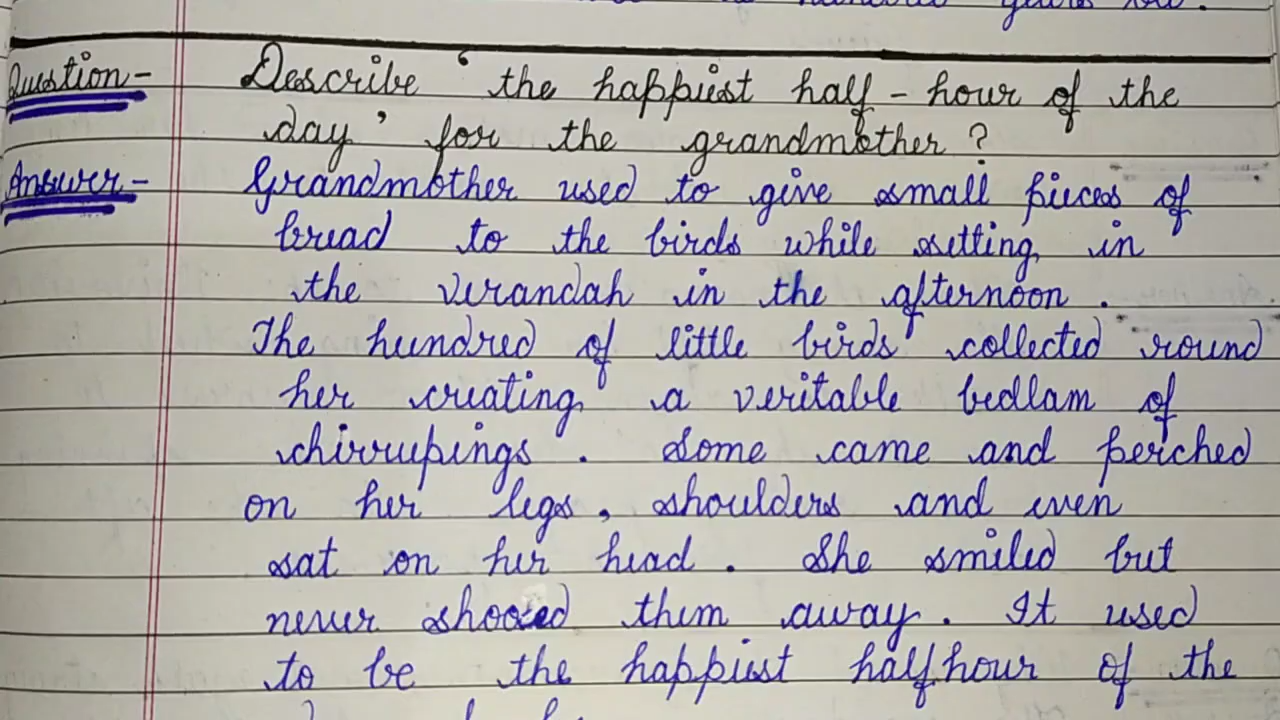 Question- Describe 'the happiest half-hour of the
day' for the grandmother?
Answer- Grandmother used to give small pieces of
bread to the birds while setting in
the verandah in the afternoon.
The hundred of little birds collected round
her creating a veritable bedlam of
chirrupings. Some came and perched
on her legs, shoulders and even
sat on her head. She smiled but
never shooed them away. It used
to be the happiest halfhour of the